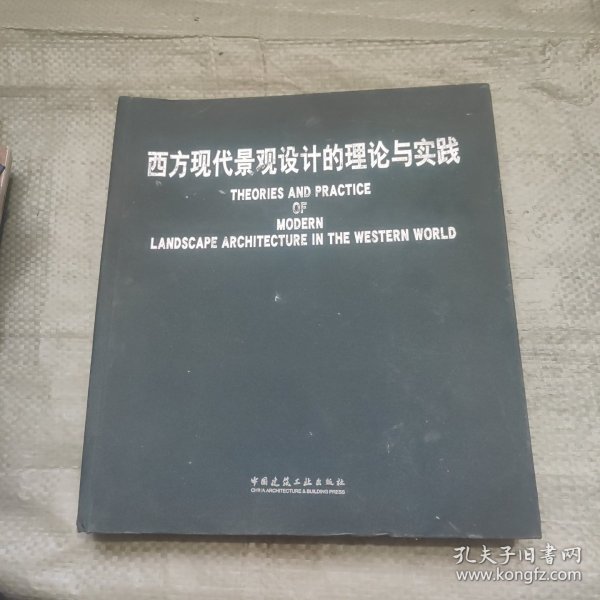 西方现代景观设计的理论与实践
THEORIES AND PRACTICE
OF
MODERN
LANDSCAPE ARCHITECTURE IN THE WESTERN WORLD
中国建筑工业出版社
CHINA ARCHITECTURE & BUILDING PRESS
孔夫子旧书网
www.kongfz.com